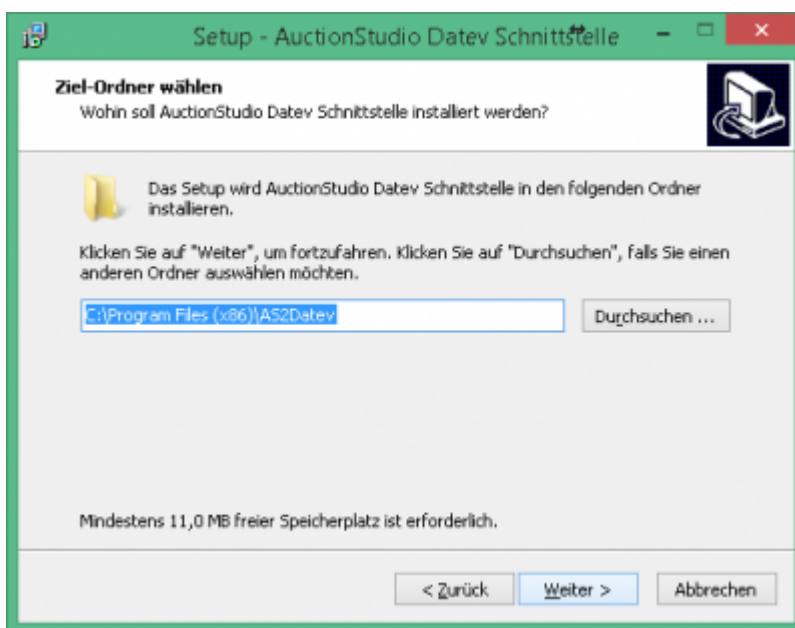 Setup - AuctionStudio Datev Schnittstelle
Ziel-Ordner wählen
Wohin soll AuctionStudio Datev Schnittstelle installiert werden?
Das Setup wird AuctionStudio Datev Schnittstelle in den folgenden Ordner
installieren.
Klicken Sie auf "Weiter", um fortzufahren. Klicken Sie auf "Durchsuchen", falls Sie einen
anderen Ordner auswählen möchten.
C:\Program Files (x86)\AS2Datev
Durchsuchen ...
Mindestens 11,0 MB freier Speicherplatz ist erforderlich.
< Zurück
Weiter >
Abbrechen